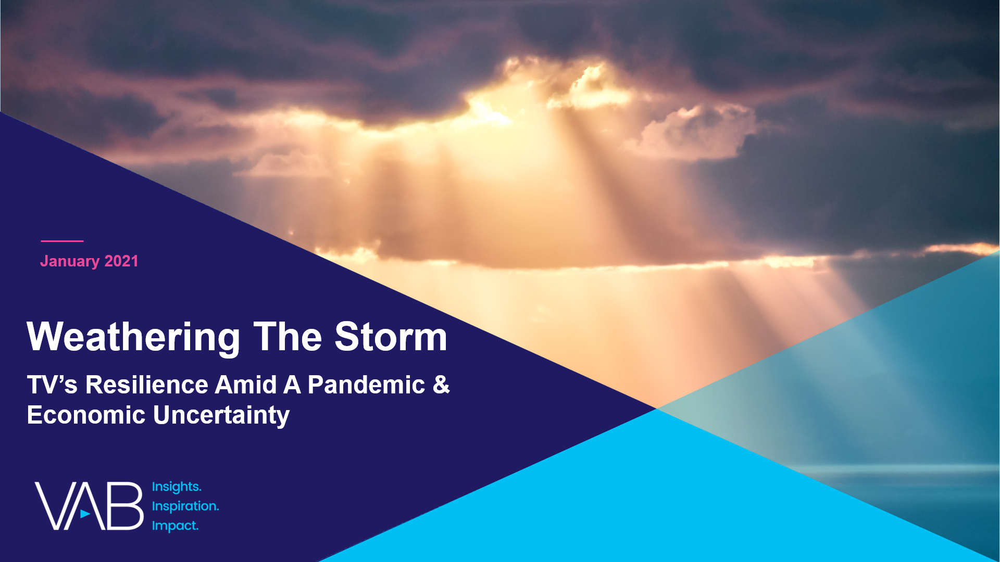 January 2021
Weathering The Storm
TV’s Resilience Amid A Pandemic &
Economic Uncertainty
VAB
Insights.
Inspiration.
Impact.